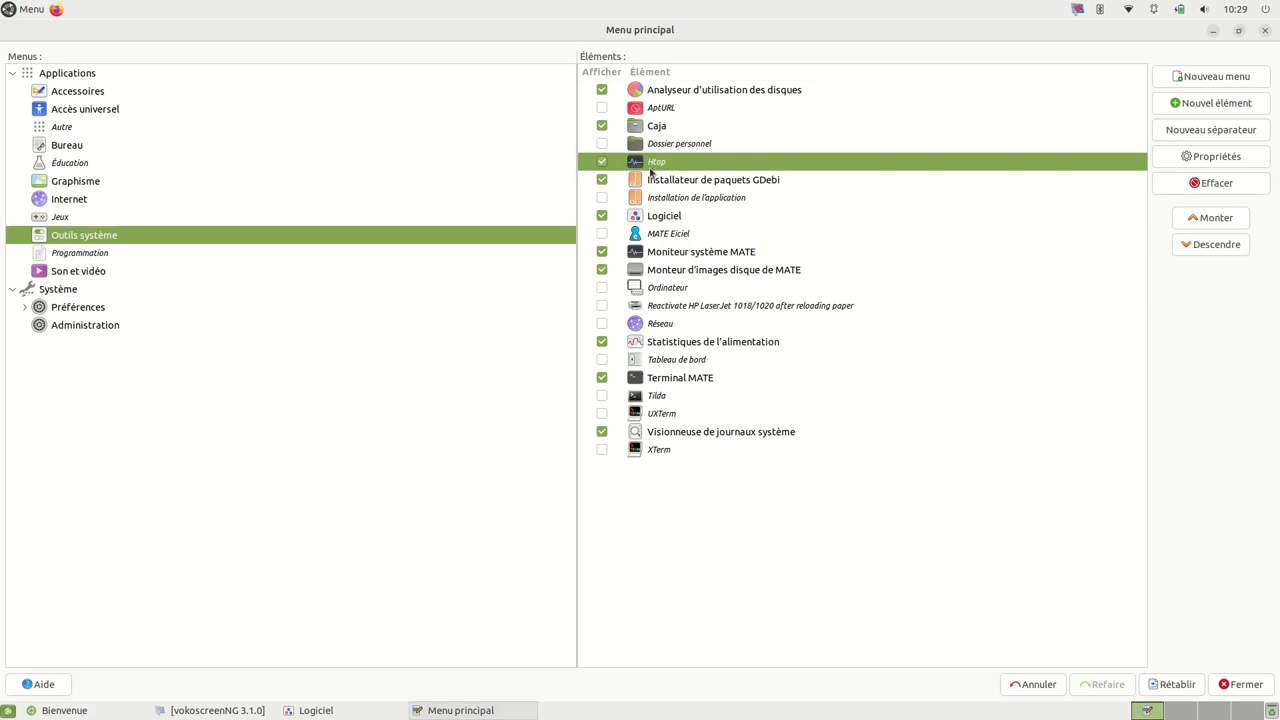 Menu
10:29
Menu principal
Menus :
Applications
Accessoires
Accès universel
Autre
Bureau
Éducation
Graphisme
Internet
Jeux
Outils système
Programmation
Son et vidéo
Système
Préférences
Administration
Éléments :
Afficher Élément
Analyseur d'utilisation des disques
AptURL
Caja
Dossier personnel
Htop
Installateur de paquets GDebi
Installation de l’application
Logiciel
MATE Eiciel
Moniteur système MATE
Monteur d’images disque de MATE
Ordinateur
Reactivate HP LaserJet 1018/1020 after reloading paper
Réseau
Statistiques de l'alimentation
Tableau de bord
Terminal MATE
Tilda
UXTerm
Visionneuse de journaux système
XTerm
Nouveau menu
Nouvel élément
Nouveau séparateur
Propriétés
Effacer
Monter
Descendre
Aide
Annuler
Refaire
Rétablir
Fermer
Bienvenue
[vokoscreenNG 3.1.0]
Logiciel
Menu principal